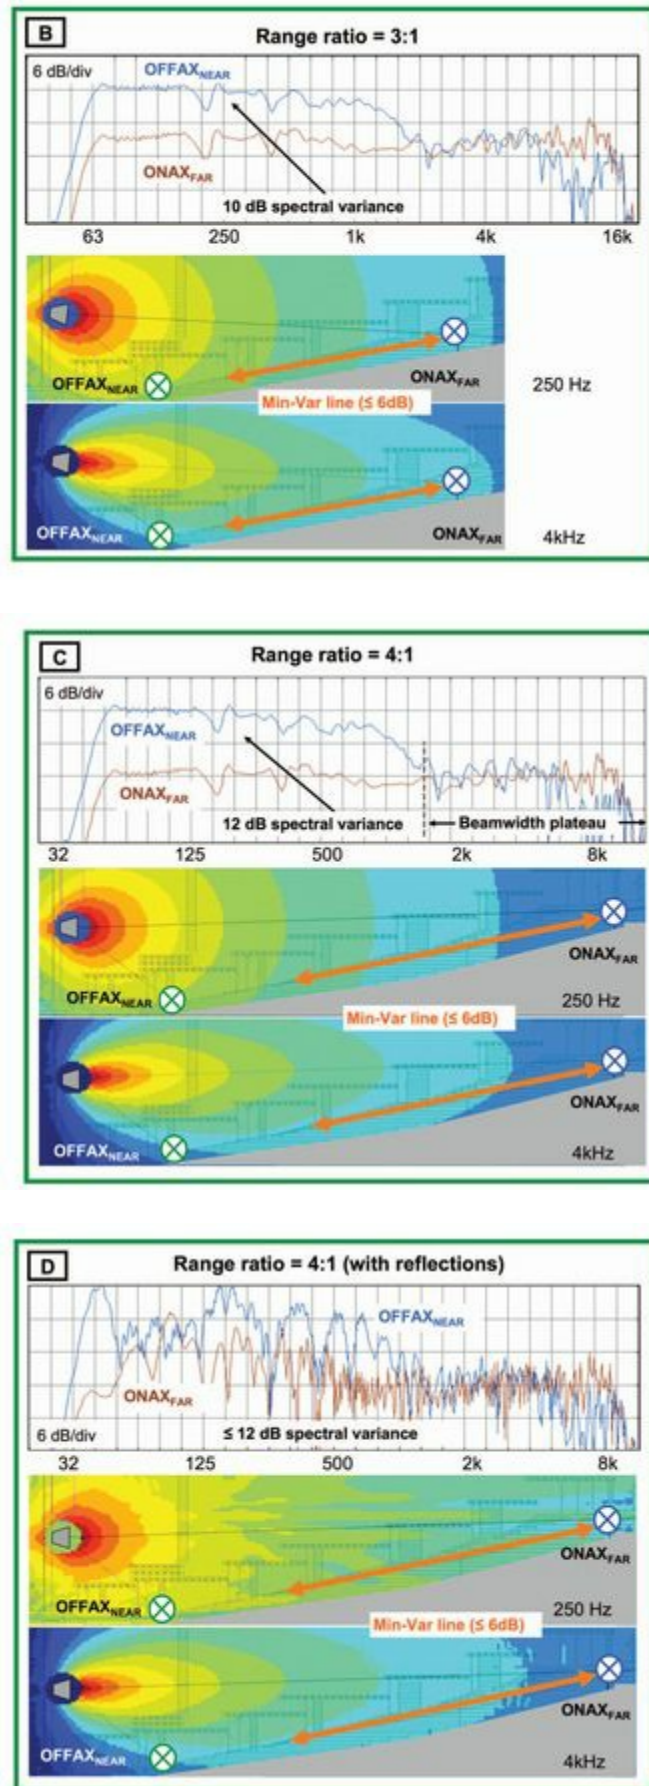 B
Range ratio = 3:1
6 dB/div
OFFAXNEAR
ONAXFAR
10 dB spectral variance
63 250 1k 4k 16k
OFFAXNEAR
ONAXFAR
250 Hz
Min-Var line (≤ 6dB)
OFFAXNEAR
ONAXFAR
4kHz
C
Range ratio = 4:1
6 dB/div
OFFAXNEAR
ONAXFAR
12 dB spectral variance
Beamwidth plateau
32 125 500 2k 8k
ONAXFAR
OFFAXNEAR
250 Hz
Min-Var line (≤ 6dB)
ONAXFAR
OFFAXNEAR
4kHz
D
Range ratio = 4:1 (with reflections)
OFFAXNEAR
ONAXFAR
6 dB/div
≤ 12 dB spectral variance
32 125 500 2k 8k
ONAXFAR
OFFAXNEAR
250 Hz
Min-Var line (≤ 6dB)
ONAXFAR
OFFAXNEAR
4kHz